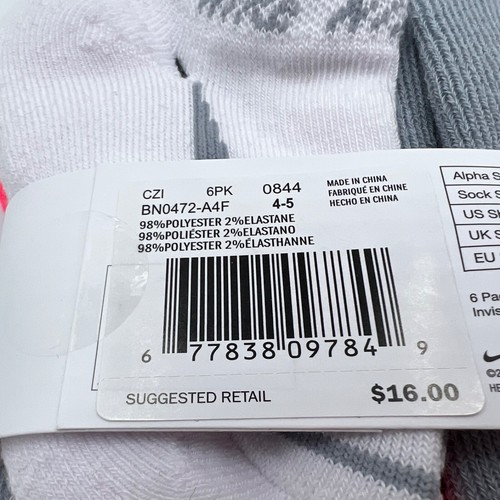 CZI 6PK 0844
BN0472-A4F 4-5
98%POLYESTER 2%ELASTANE
98%POLIÉSTER 2%ELASTANO
98%POLYESTER 2%ÉLASTHANNE
MADE IN CHINA
FABRIQUÉ EN CHINE
HECHO EN CHINA
6 77838 09784 9
SUGGESTED RETAIL $16.00
Alpha S
Sock S
US S
UK S
EU
6 Pa
Invis
©2
HE